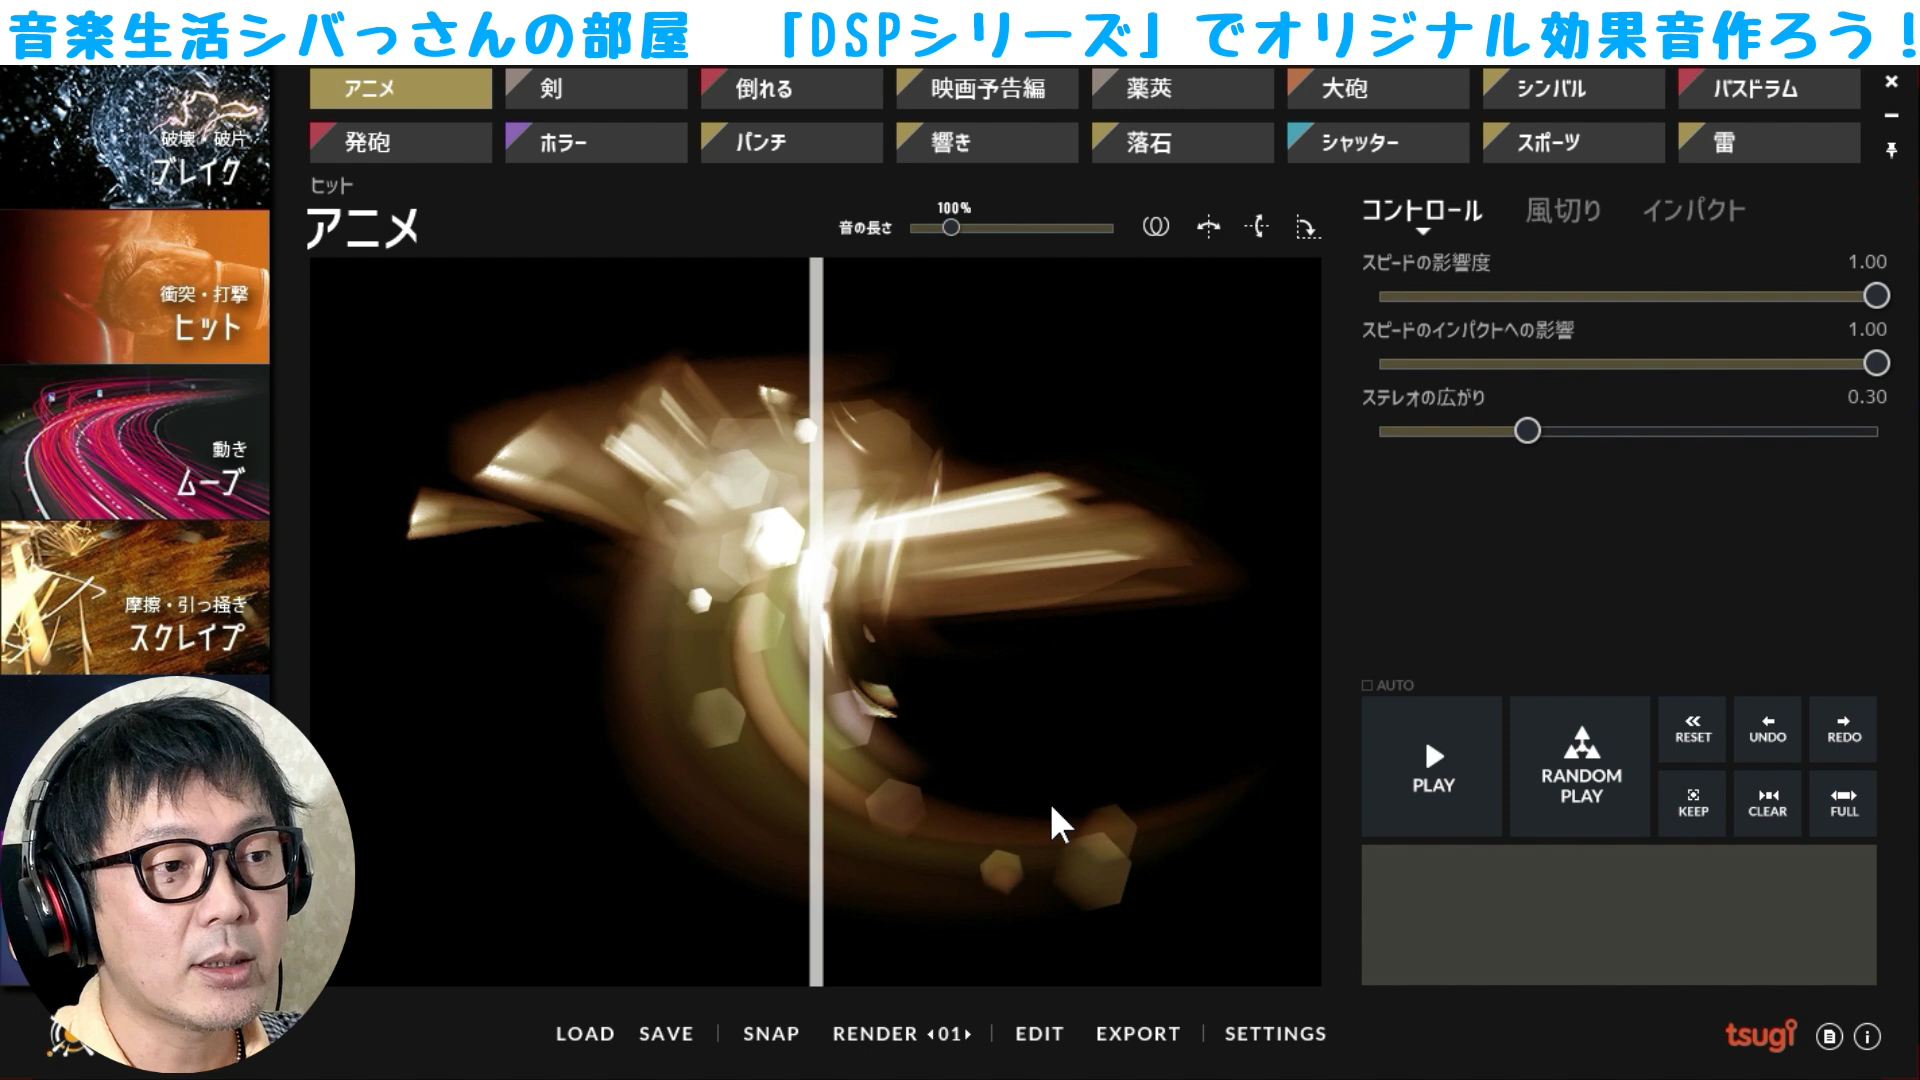 音楽生活シバっさんの部屋 「DSPシリーズ」でオリジナル効果音作ろう！
アニメ 剣 倒れる 映画予告編 薬莢 大砲 シンバル バスドラム
発砲 ホラー パンチ 響き 落石 シャッター スポーツ 雷
破壊・破片
ブレイク
衝突・打撃
ヒット
動き
ムーブ
摩擦・引っ掻き
スクレイプ
ヒット
アニメ
音の長さ 100%
コントロール 風切り インパクト
スピードの影響度 1.00
スピードのインパクトへの影響 1.00
ステレオの広がり 0.30
AUTO
PLAY
RANDOM
PLAY
RESET UNDO REDO
KEEP CLEAR FULL
LOAD SAVE | SNAP RENDER 01 | EDIT EXPORT | SETTINGS
tsugi